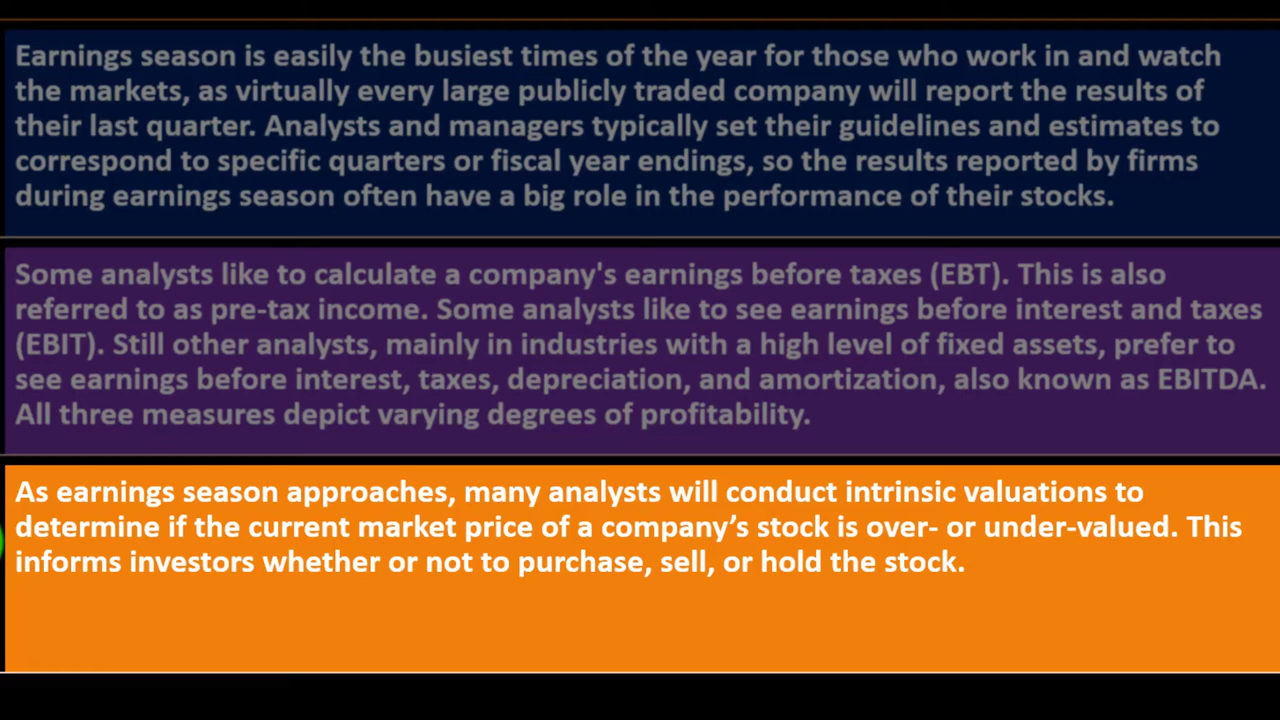 Earnings season is easily the busiest times of the year for those who work in and watch
the markets, as virtually every large publicly traded company will report the results of
their last quarter. Analysts and managers typically set their guidelines and estimates to
correspond to specific quarters or fiscal year endings, so the results reported by firms
during earnings season often have a big role in the performance of their stocks.
Some analysts like to calculate a company's earnings before taxes (EBT). This is also
referred to as pre-tax income. Some analysts like to see earnings before interest and taxes
(EBIT). Still other analysts, mainly in industries with a high level of fixed assets, prefer to
see earnings before interest, taxes, depreciation, and amortization, also known as EBITDA.
All three measures depict varying degrees of profitability.
As earnings season approaches, many analysts will conduct intrinsic valuations to
determine if the current market price of a company’s stock is over- or under-valued. This
informs investors whether or not to purchase, sell, or hold the stock.